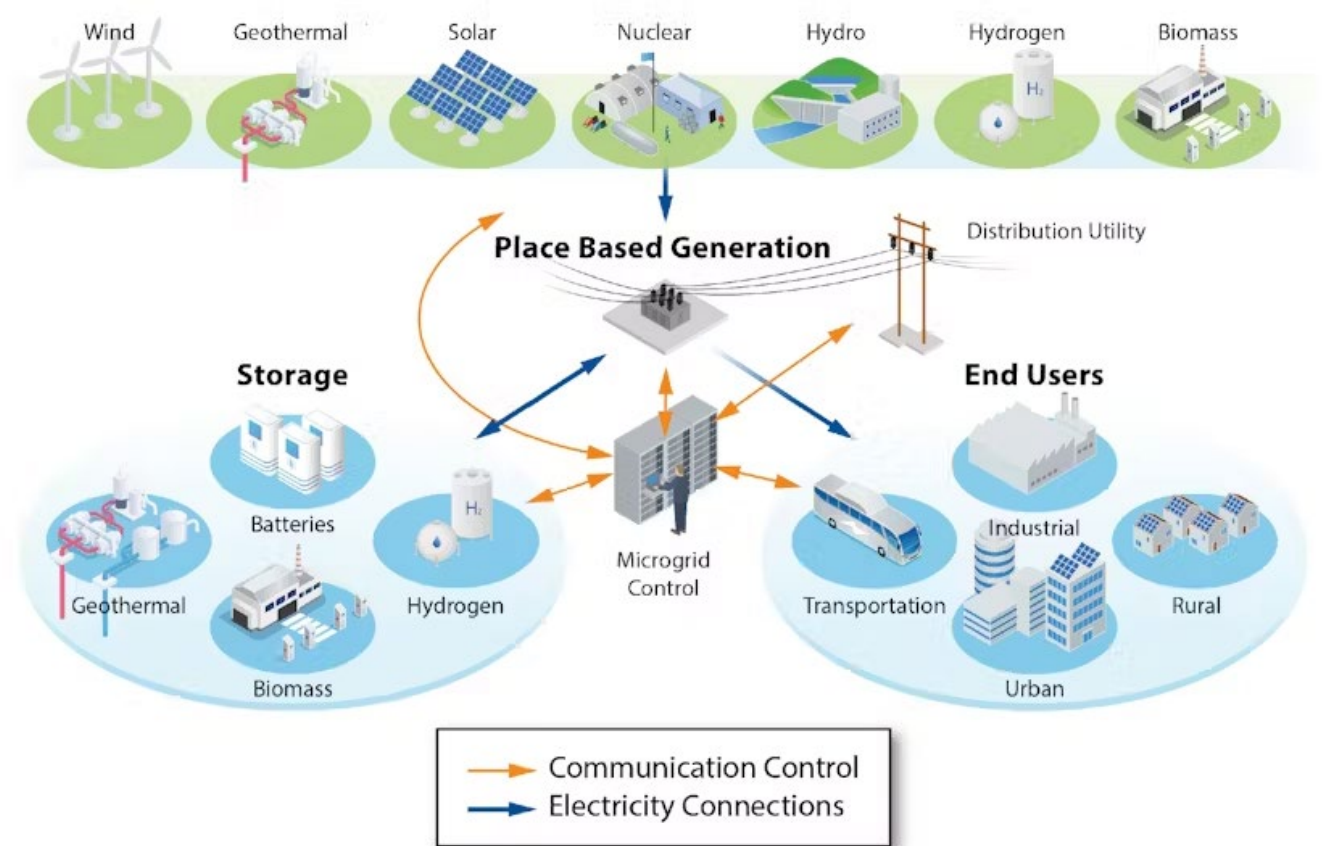 Wind
Geothermal
Solar
Nuclear
Hydro
Hydrogen
Biomass
H₂
Place Based Generation
Distribution Utility
Storage
End Users
Batteries
H₂
Industrial
Microgrid
Control
Geothermal
Hydrogen
Transportation
Rural
Biomass
Urban
Communication Control
Electricity Connections